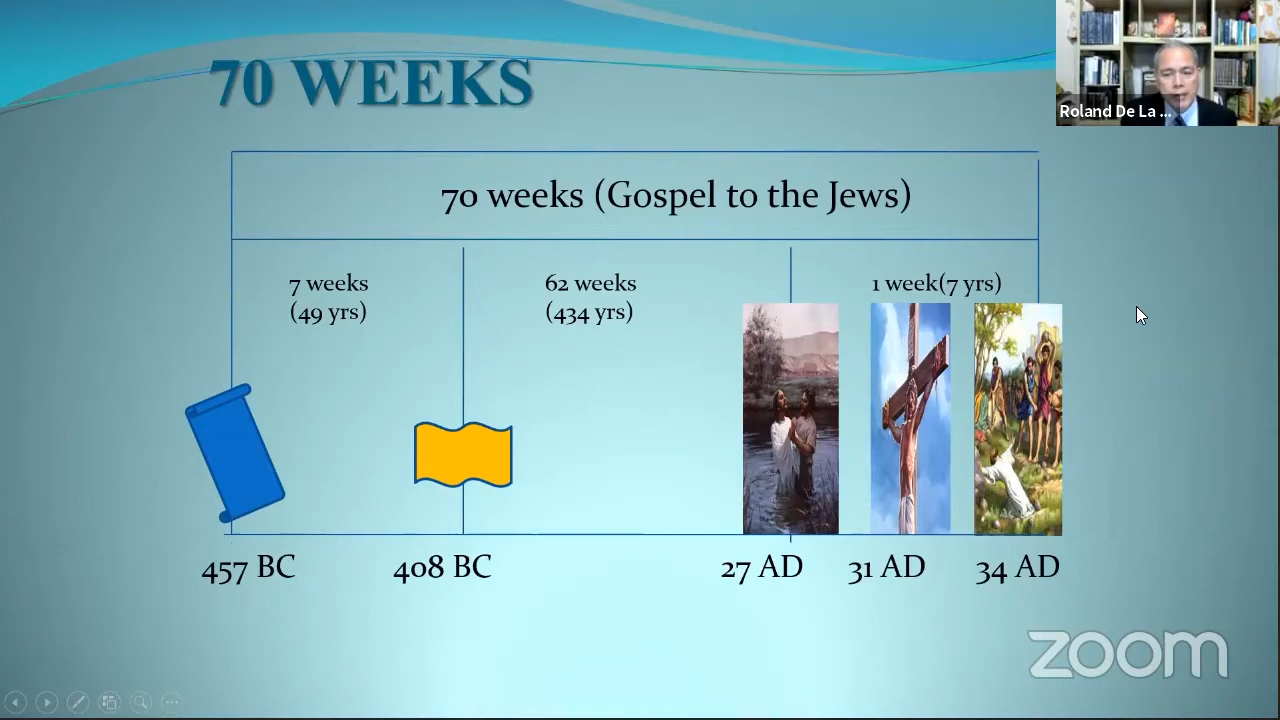 70 WEEKS
Roland De La ...
70 weeks (Gospel to the Jews)
7 weeks
(49 yrs)
62 weeks
(434 yrs)
1 week(7 yrs)
457 BC
408 BC
27 AD
31 AD
34 AD
zoom